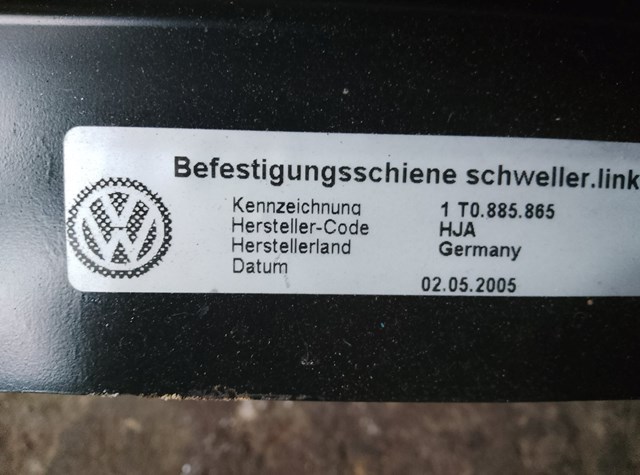 Befestigungsschiene schweller.link
Kennzeichnung 1 T0.885.865
Hersteller-Code HJA
Herstellerland Germany
Datum 02.05.2005